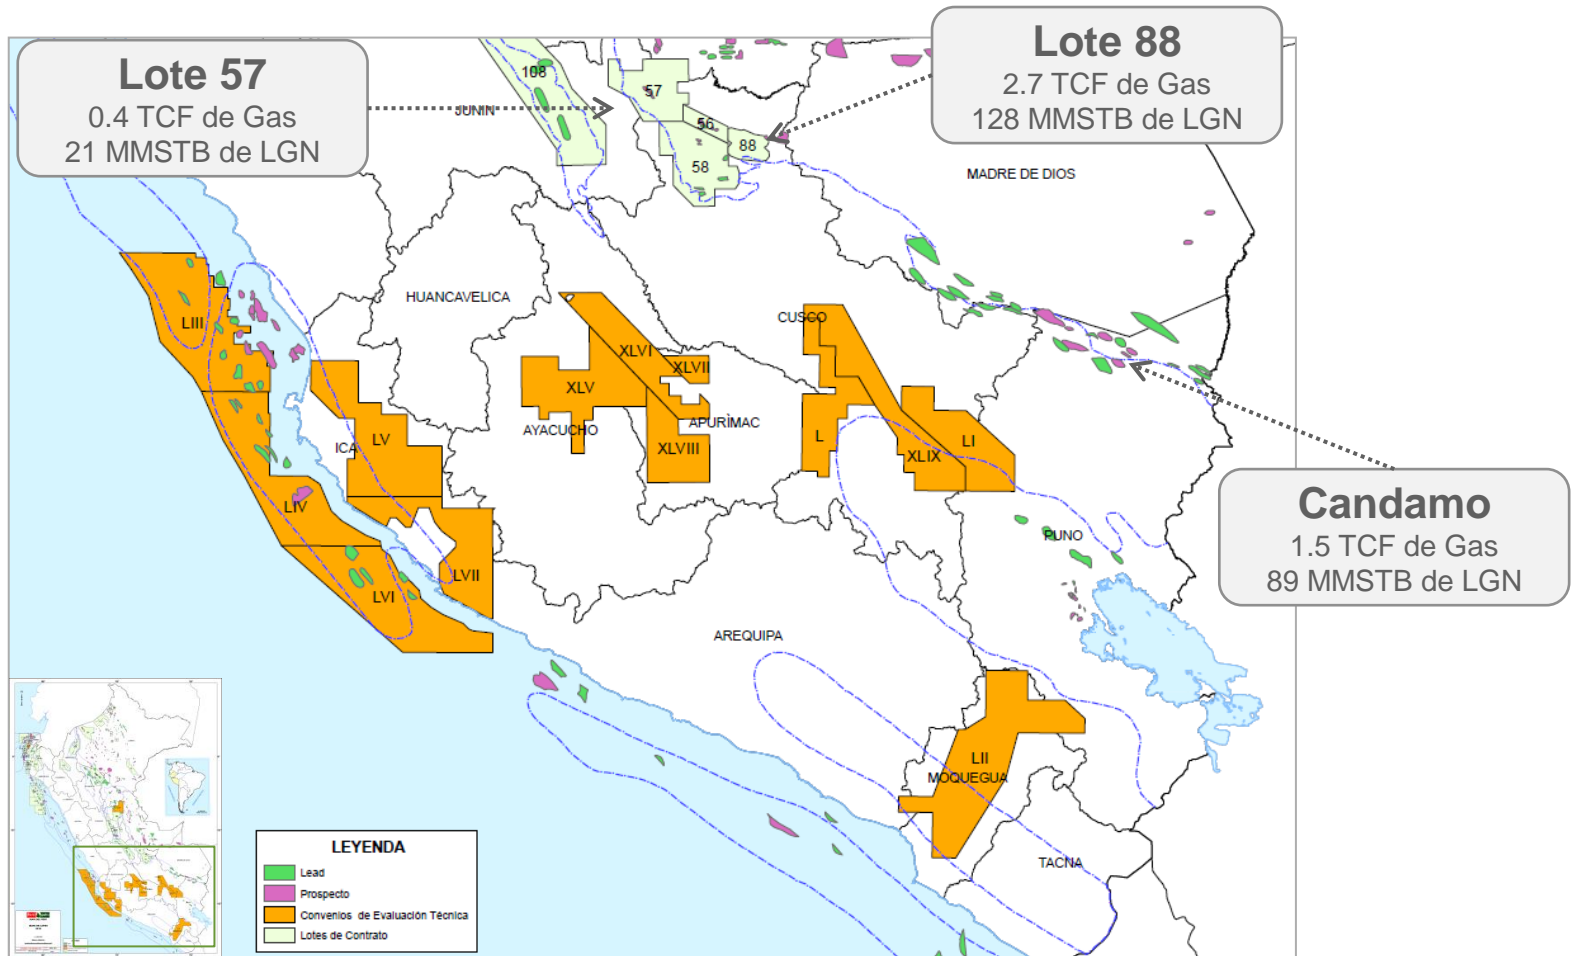 Lote 57
0.4 TCF de Gas
21 MMSTB de LGN
Lote 88
2.7 TCF de Gas
128 MMSTB de LGN
108
JUNIN
57
56
88
58
MADRE DE DIOS
HUANCAVELICA
LIII
CUSCO
XLVI
XLVII
XLV
AYACUCHO
APURÌMAC
XLVIII
ICA
LV
L
LI
XLIX
LIV
LVII
LVI
PUNO
Candamo
1.5 TCF de Gas
89 MMSTB de LGN
AREQUIPA
LII
MOQUEGUA
TACNA
LEYENDA
Lead
Prospecto
Convenios de Evaluación Técnica
Lotes de Contrato